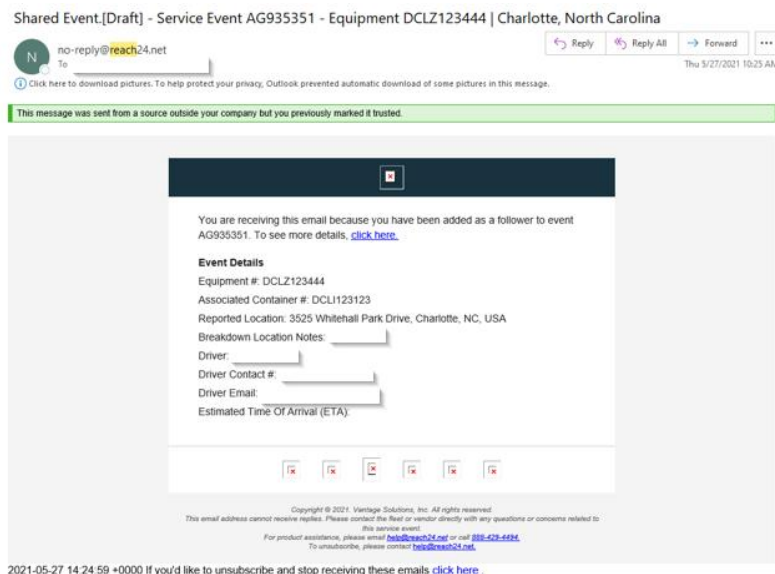 Shared Event.[Draft] - Service Event AG935351 - Equipment DCLZ123444 | Charlotte, North Carolina
N
no-reply@reach24.net
To
Reply
Reply All
Forward
Thu 5/27/2021 10:25 AM
Click here to download pictures. To help protect your privacy, Outlook prevented automatic download of some pictures in this message.
This message was sent from a source outside your company but you previously marked it trusted.
You are receiving this email because you have been added as a follower to event
AG935351. To see more details, click here.
Event Details
Equipment #: DCLZ123444
Associated Container #: DCLI123123
Reported Location: 3525 Whitehall Park Drive, Charlotte, NC, USA
Breakdown Location Notes:
Driver:
Driver Contact #:
Driver Email:
Estimated Time Of Arrival (ETA):
Copyright © 2021. Vantage Solutions, Inc. All rights reserved.
This email address cannot receive replies. Please contact the fleet or vendor directly with any questions or concerns related to
this service event.
For product assistance, please email help@reach24.net or call 888-429-4494.
To unsubscribe, please contact help@reach24.net.
2021-05-27 14:24:59 +0000 If you'd like to unsubscribe and stop receiving these emails click here .